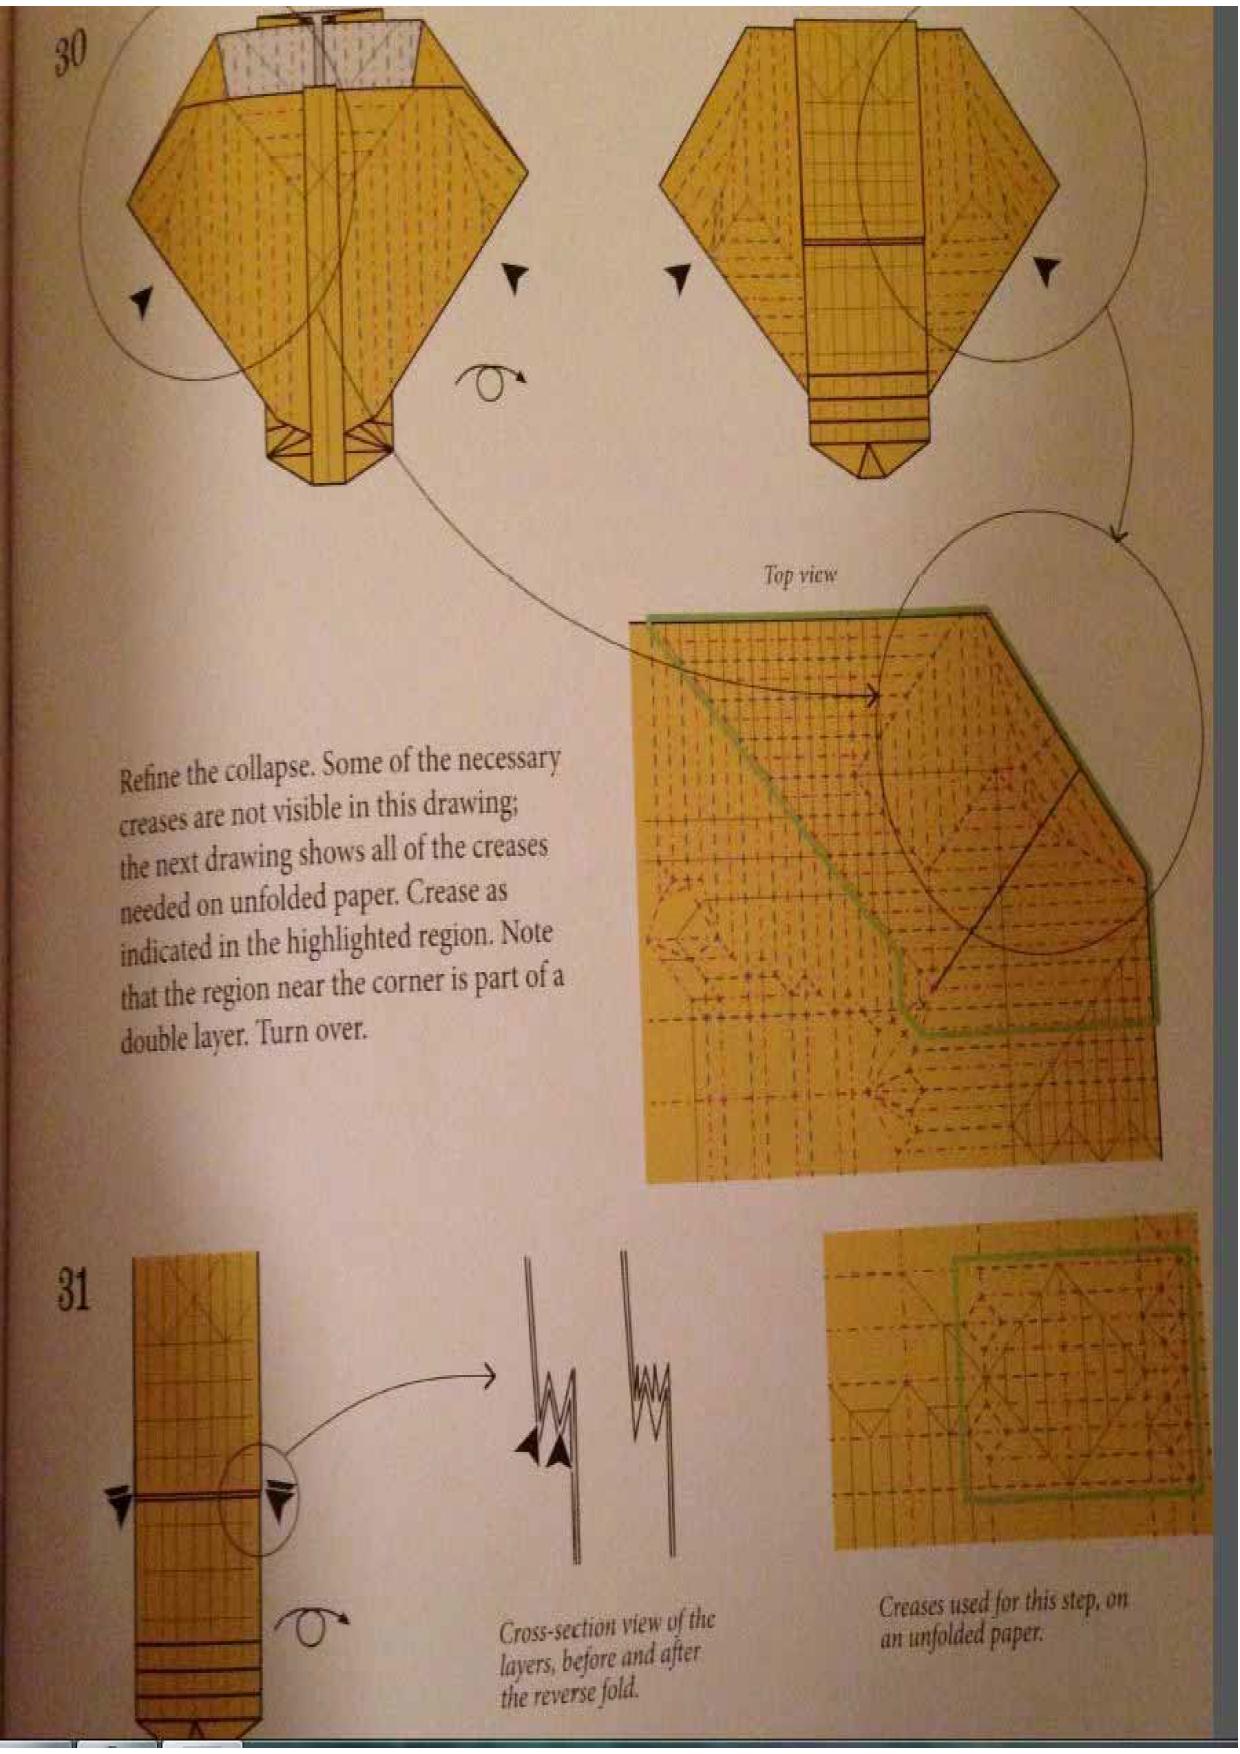 30
Top view
Refine the collapse. Some of the necessary
creases are not visible in this drawing;
the next drawing shows all of the creases
needed on unfolded paper. Crease as
indicated in the highlighted region. Note
that the region near the corner is part of a
double layer. Turn over.
31
Cross-section view of the
layers, before and after
the reverse fold.
Creases used for this step, on
an unfolded paper.